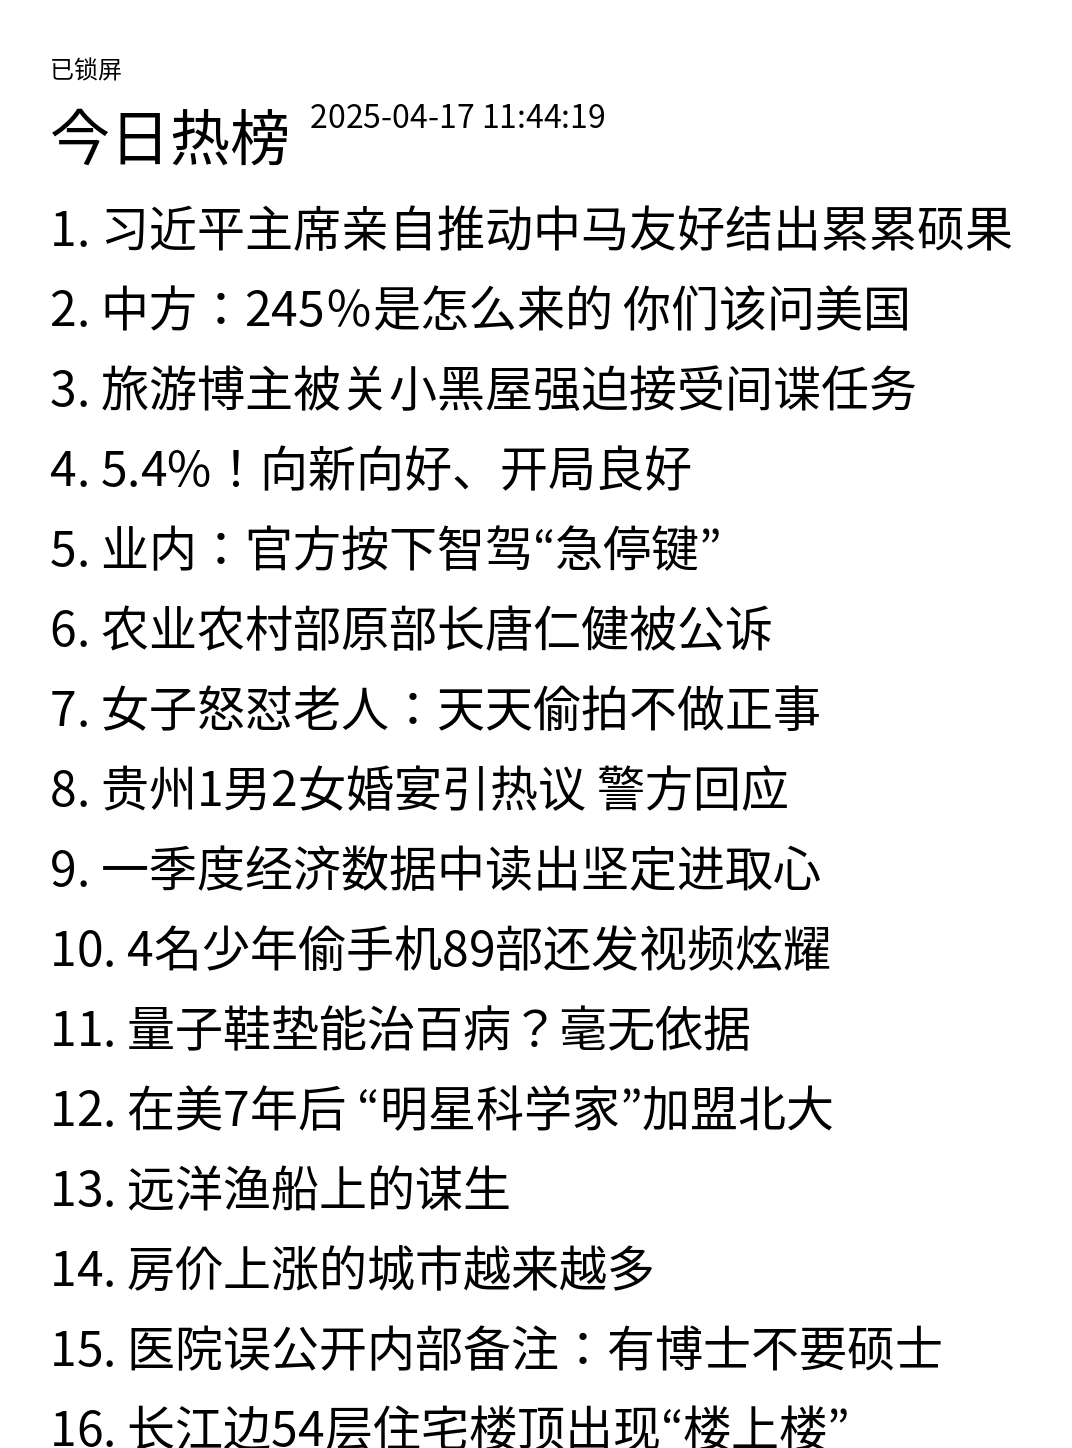 已锁屏
今日热榜 2025-04-17 11:44:19
1. 习近平主席亲自推动中马友好结出累累硕果
2. 中方：245%是怎么来的 你们该问美国
3. 旅游博主被关小黑屋强迫接受间谍任务
4. 5.4%！向新向好、开局良好
5. 业内：官方按下智驾“急停键”
6. 农业农村部原部长唐仁健被公诉
7. 女子怒怼老人：天天偷拍不做正事
8. 贵州1男2女婚宴引热议 警方回应
9. 一季度经济数据中读出坚定进取心
10. 4名少年偷手机89部还发视频炫耀
11. 量子鞋垫能治百病？毫无依据
12. 在美7年后 “明星科学家”加盟北大
13. 远洋渔船上的谋生
14. 房价上涨的城市越来越多
15. 医院误公开内部备注：有博士不要硕士
16. 长江边54层住宅楼顶出现“楼上楼”